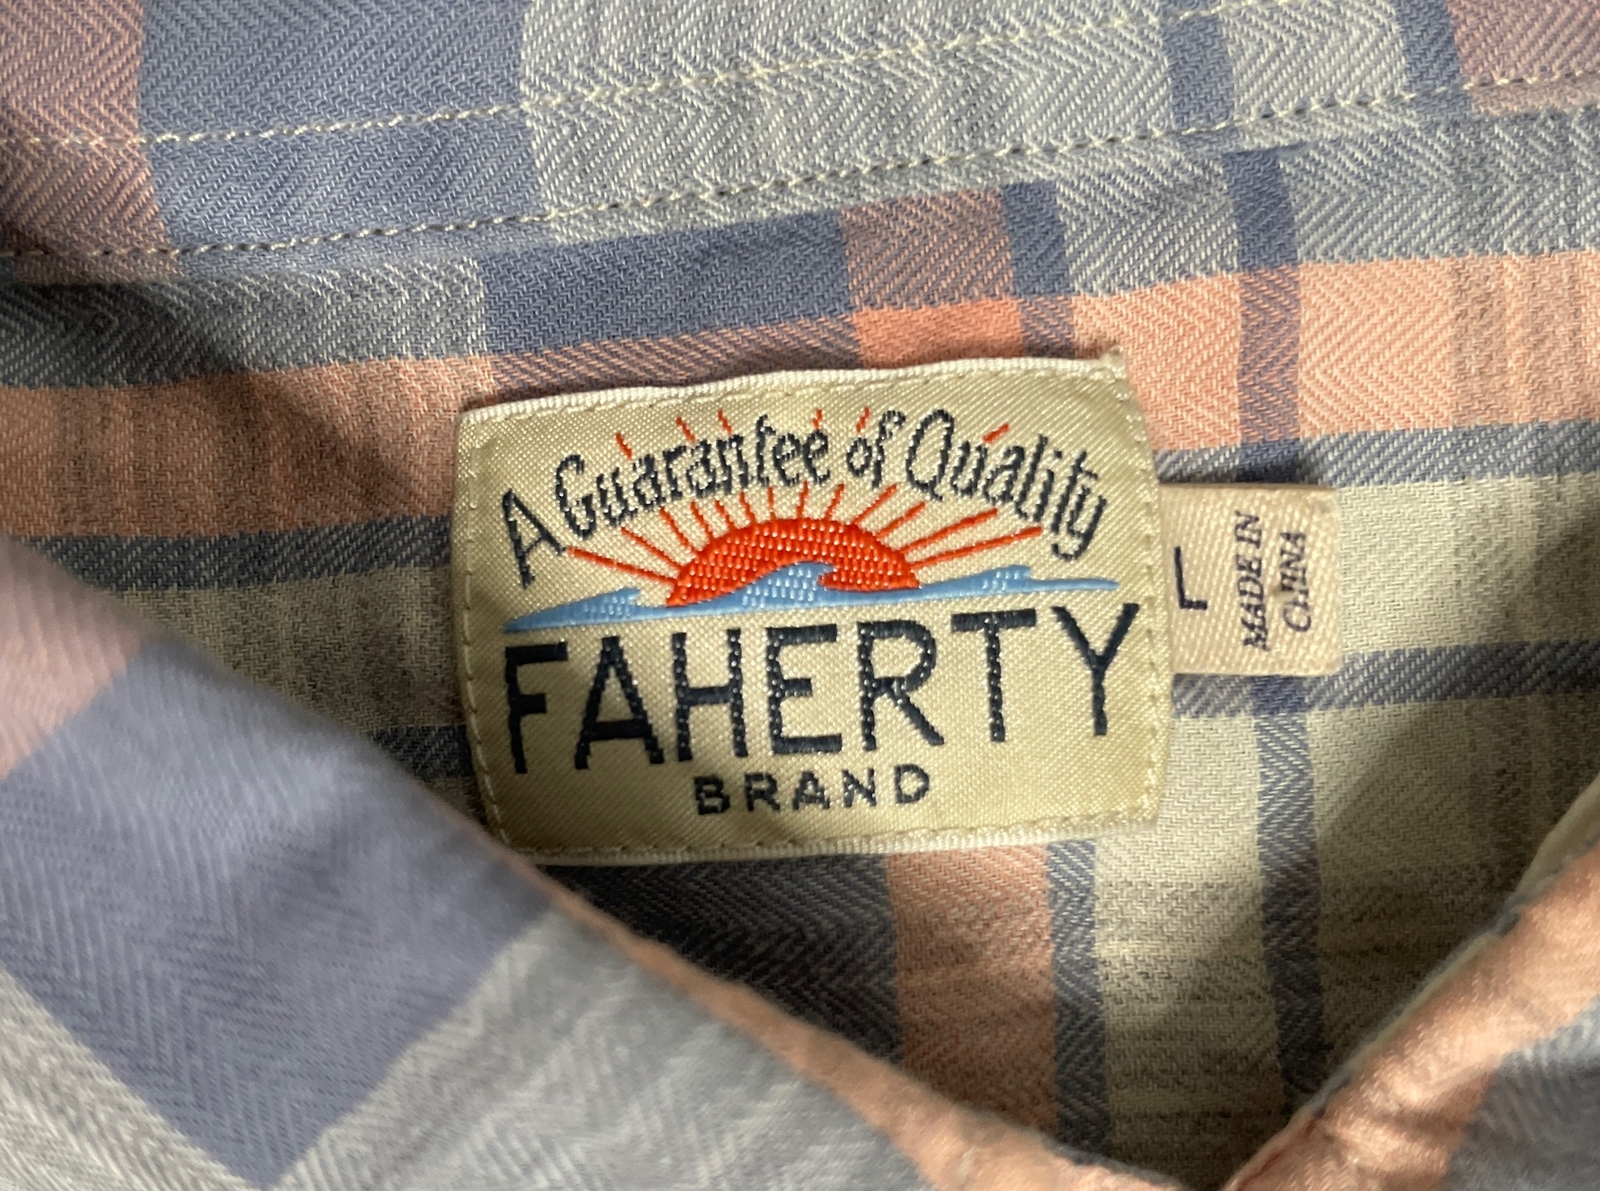 A Guarantee of Quality
FAHERTY
BRAND
L
MADE IN
CHINA